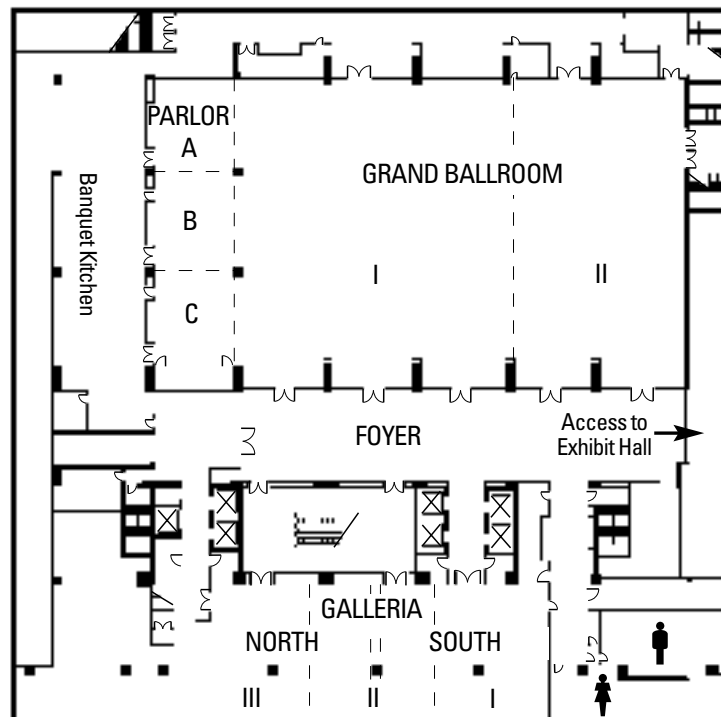 PARLOR
A
GRAND BALLROOM
Banquet Kitchen
B
I
II
C
FOYER
Access to
Exhibit Hall
GALLERIA
NORTH
SOUTH
III
II
I